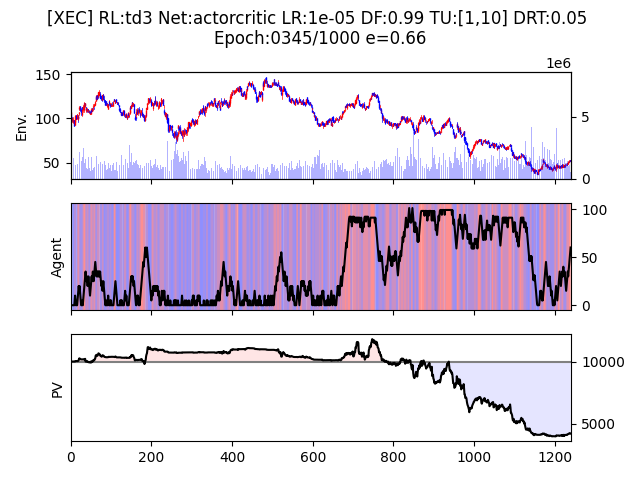 [XEC] RL:td3 Net:actorcritic LR:1e-05 DF:0.99 TU:[1,10] DRT:0.05
Epoch:0345/1000 e=0.66
1e6
150
100
50
Env.
5
0
Agent
100
50
0
PV
10000
5000
0 200 400 600 800 1000 1200